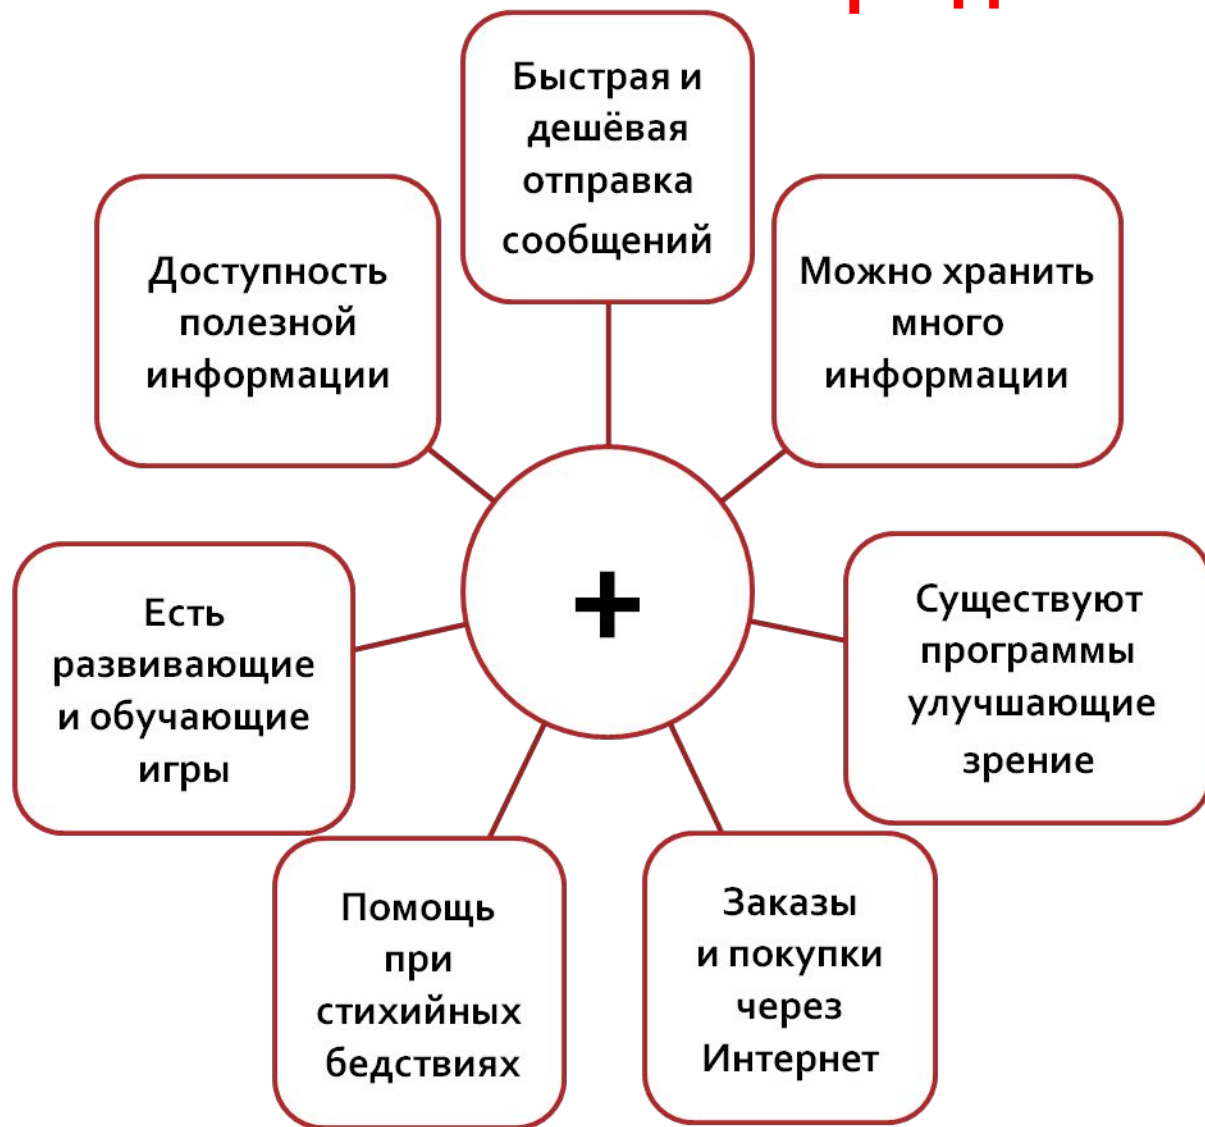 Быстрая и
дешёвая
отправка
сообщений
Можно хранить
много
информации
Существуют
программы
улучшающие
зрение
Заказы
и покупки
через
Интернет
Помощь
при
стихийных
бедствиях
Есть
развивающие
и обучающие
игры
Доступность
полезной
информации
+